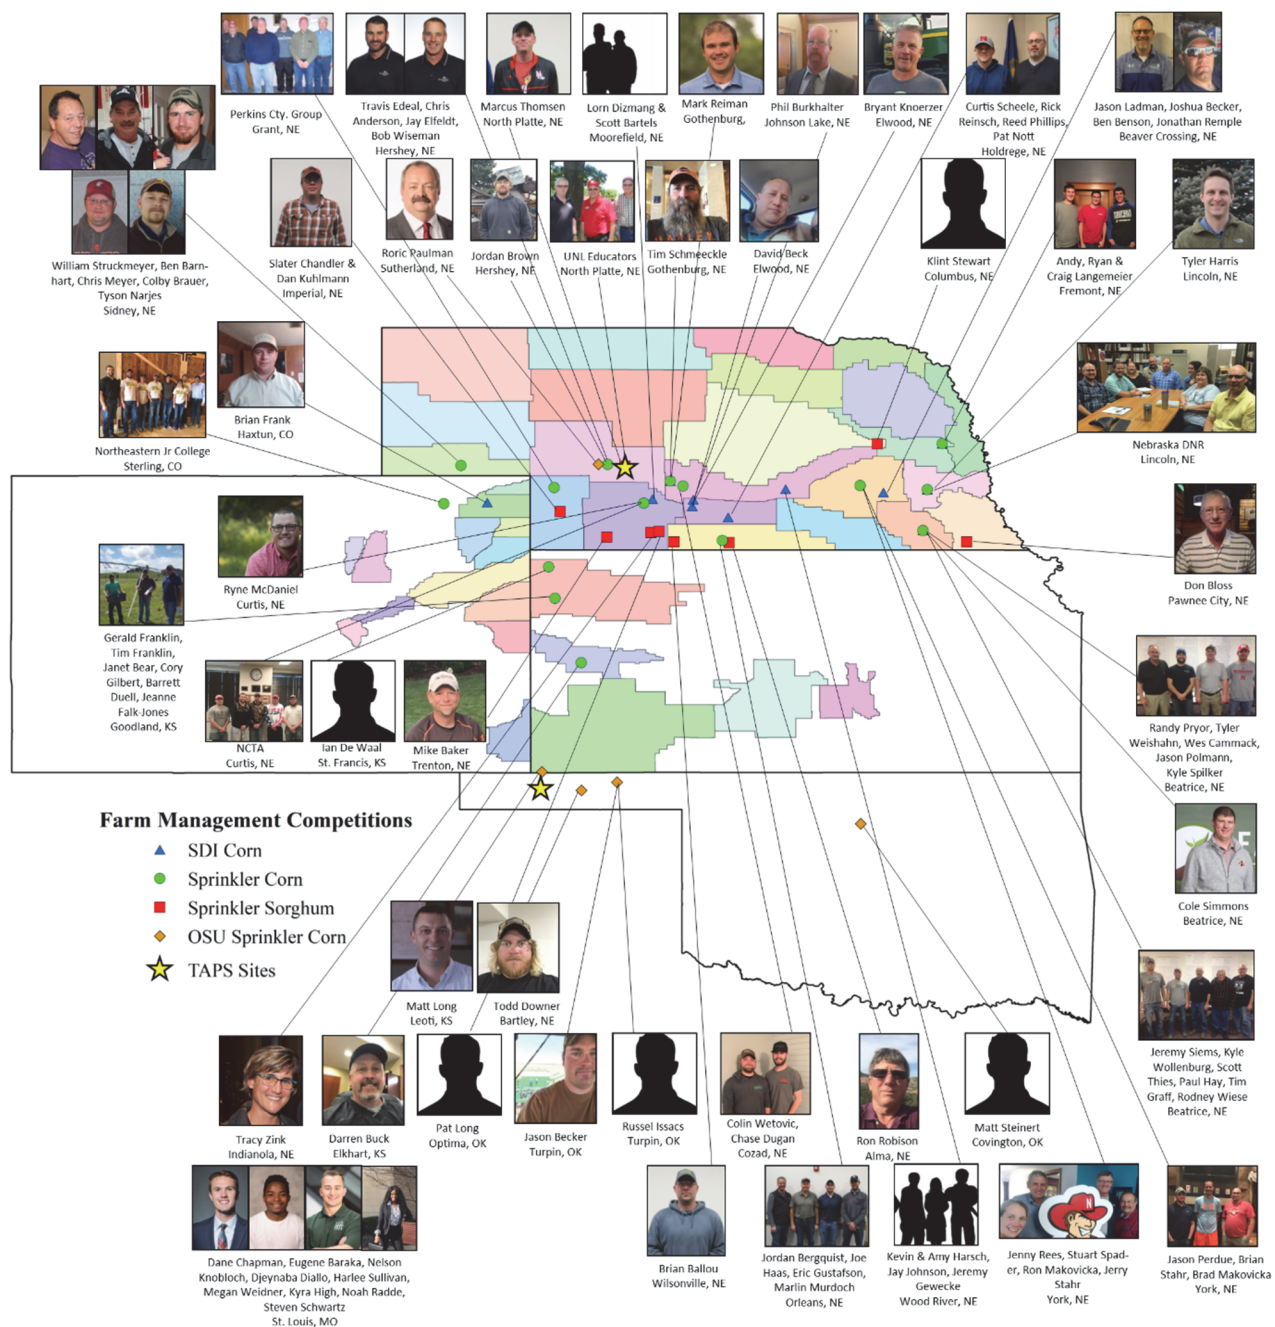 Perkins Cty. Group
Grant, NE
Travis Edeal, Chris
Anderson, Jay Elfeldt,
Bob Wiseman
Hershey, NE
Marcus Thomsen
North Platte, NE
Lorn Dizmang &
Scott Bartels
Moorefield, NE
Mark Reiman
Gothenburg,
Phil Burkhalter
Johnson Lake, NE
Bryant Knoerzer
Elwood, NE
Curtis Scheele, Rick
Reinsch, Reed Phillips,
Pat Nott
Holdrege, NE
Jason Ladman, Joshua Becker,
Ben Benson, Jonathan Remple
Beaver Crossing, NE
William Struckmeyer, Ben Barn-
hart, Chris Meyer, Colby Brauer,
Tyson Narjes
Sidney, NE
Slater Chandler &
Dan Kuhlmann
Imperial, NE
Roric Paulman
Sutherland, NE
Jordan Brown
Hershey, NE
UNL Educators
North Platte, NE
Tim Schmeeckle
Gothenburg, NE
David Beck
Elwood, NE
Klint Stewart
Columbus, NE
Andy, Ryan &
Craig Langemeier
Fremont, NE
Tyler Harris
Lincoln, NE
Brian Frank
Haxtun, CO
Northeastern Jr College
Sterling, CO
Nebraska DNR
Lincoln, NE
Ryne McDaniel
Curtis, NE
Don Bloss
Pawnee City, NE
Gerald Franklin,
Tim Franklin,
Janet Bear, Cory
Gilbert, Barrett
Duell, Jeanne
Falk-Jones
Goodland, KS
NCTA
Curtis, NE
Ian De Waal
St. Francis, KS
Mike Baker
Trenton, NE
Randy Pryor, Tyler
Weishahn, Wes Cammack,
Jason Polmann,
Kyle Spilker
Beatrice, NE
Farm Management Competitions
SDI Corn
Sprinkler Corn
Sprinkler Sorghum
OSU Sprinkler Corn
TAPS Sites
Cole Simmons
Beatrice, NE
Matt Long
Leoti, KS
Todd Downer
Bartley, NE
Jeremy Siems, Kyle
Wollenburg, Scott
Thies, Paul Hay, Tim
Graff, Rodney Wiese
Beatrice, NE
Tracy Zink
Indianola, NE
Darren Buck
Elkhart, KS
Pat Long
Optima, OK
Jason Becker
Turpin, OK
Russel Issacs
Turpin, OK
Colin Wetovic,
Chase Dugan
Cozad, NE
Ron Robison
Alma, NE
Matt Steinert
Covington, OK
Dane Chapman, Eugene Baraka, Nelson
Knobloch, Djeynaba Diallo, Harlee Sullivan,
Megan Weidner, Kyra High, Noah Radde,
Steven Schwartz
St. Louis, MO
Brian Ballou
Wilsonville, NE
Jordan Bergquist, Joe
Haas, Eric Gustafson,
Marlin Murdoch
Orleans, NE
Kevin & Amy Harsch,
Jay Johnson, Jeremy
Gewecke
Wood River, NE
N
Jenny Rees, Stuart Spad-
er, Ron Makovicka, Jerry
Stahr
York, NE
Jason Perdue, Brian
Stahr, Brad Makovicka
York, NE